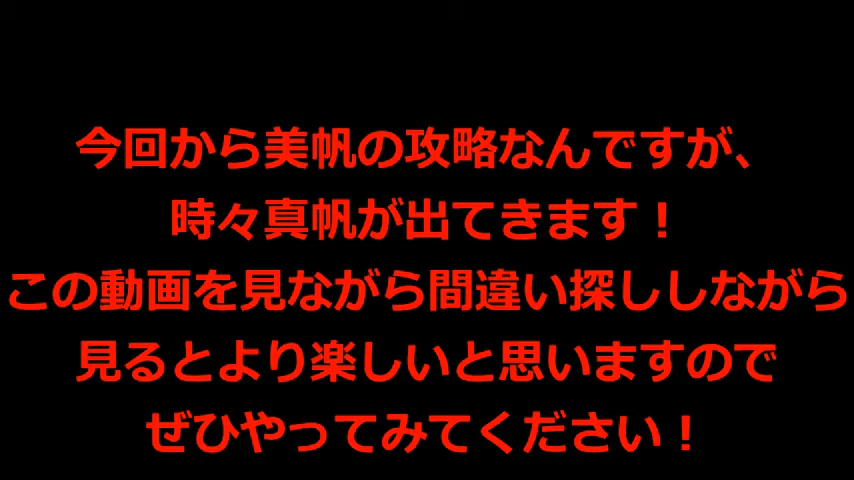 今回から美帆の攻略なんですが、
時々真帆が出てきます！
この動画を見ながら間違い探ししながら
見るとより楽しいと思いますので
ぜひやってみてください！